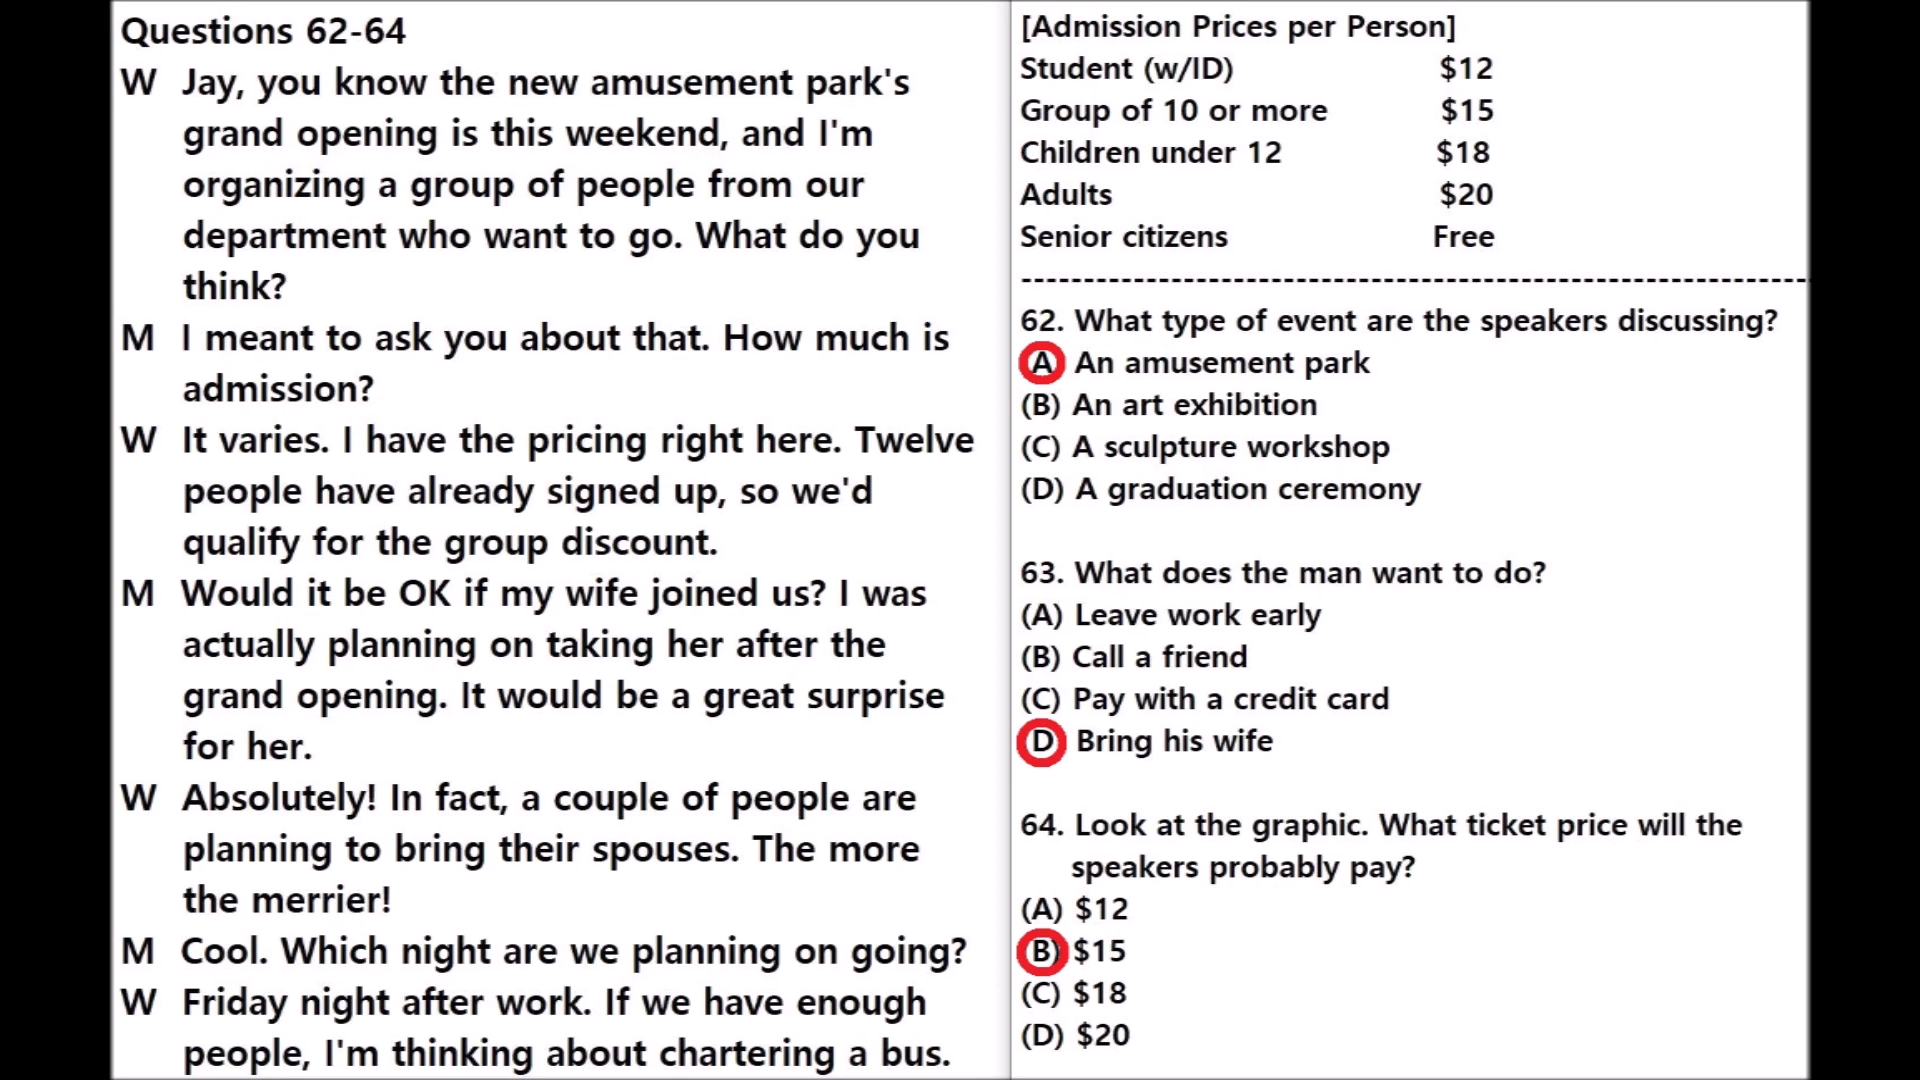 Questions 62-64
W Jay, you know the new amusement park's
grand opening is this weekend, and I'm
organizing a group of people from our
department who want to go. What do you
think?
M I meant to ask you about that. How much is
admission?
W It varies. I have the pricing right here. Twelve
people have already signed up, so we'd
qualify for the group discount.
M Would it be OK if my wife joined us? I was
actually planning on taking her after the
grand opening. It would be a great surprise
for her.
W Absolutely! In fact, a couple of people are
planning to bring their spouses. The more
the merrier!
M Cool. Which night are we planning on going?
W Friday night after work. If we have enough
people, I'm thinking about chartering a bus.
[Admission Prices per Person]
Student (w/ID) $12
Group of 10 or more $15
Children under 12 $18
Adults $20
Senior citizens Free
62. What type of event are the speakers discussing?
(A) An amusement park
(B) An art exhibition
(C) A sculpture workshop
(D) A graduation ceremony
63. What does the man want to do?
(A) Leave work early
(B) Call a friend
(C) Pay with a credit card
(D) Bring his wife
64. Look at the graphic. What ticket price will the
speakers probably pay?
(A) $12
(B) $15
(C) $18
(D) $20